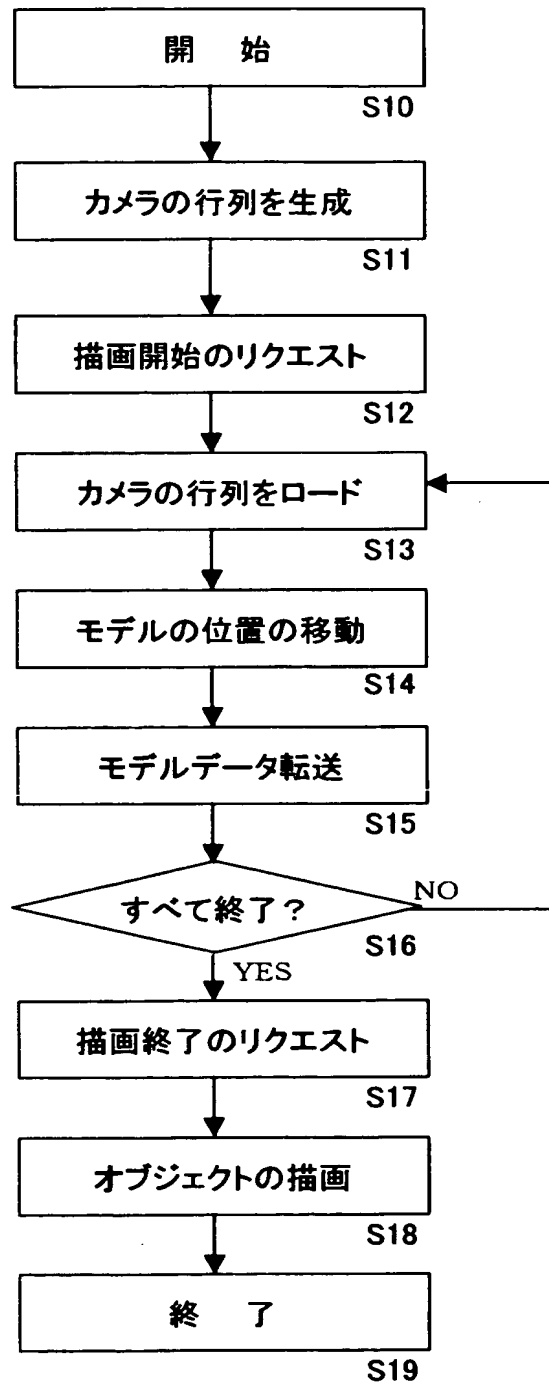 開 始
S10
カメラの行列を生成
S11
描画開始のリクエスト
S12
カメラの行列をロード
S13
モデルの位置の移動
S14
モデルデータ転送
S15
すべて終了?
NO
S16
YES
描画終了のリクエスト
S17
オブジェクトの描画
S18
終 了
S19